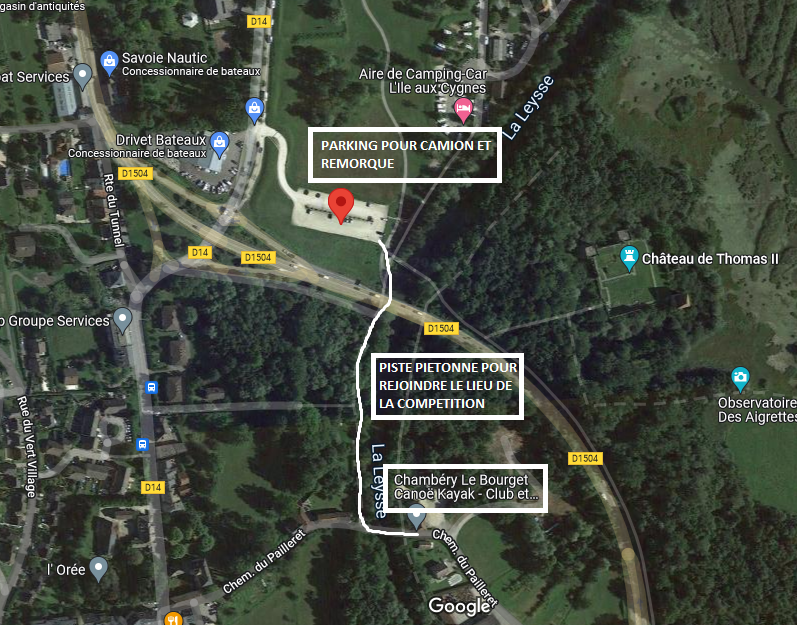 gasin d'antiquités
D14
Savoie Nautic
Concessionnaire de bateaux
at Services
Aire de Camping-Car
L'Ile aux Cygnes
La Leysse
Drivet Bateaux
Concessionnaire de bateaux
PARKING POUR CAMION ET
REMORQUE
D1504
Rte du Tunnel
D14
D1504
Château de Thomas II
p Groupe Services
D1504
PISTE PIETONNE POUR
REJOINDRE LE LIEU DE
LA COMPETITION
Observatoire
Des Aigrettes
Rue du Vert Village
La Leysse
D1504
D14
Chambéry Le Bourget
Canoë Kayak - Club et...
Chem. du Pailleret
Chem. du Pailleret
l' Orée
Google